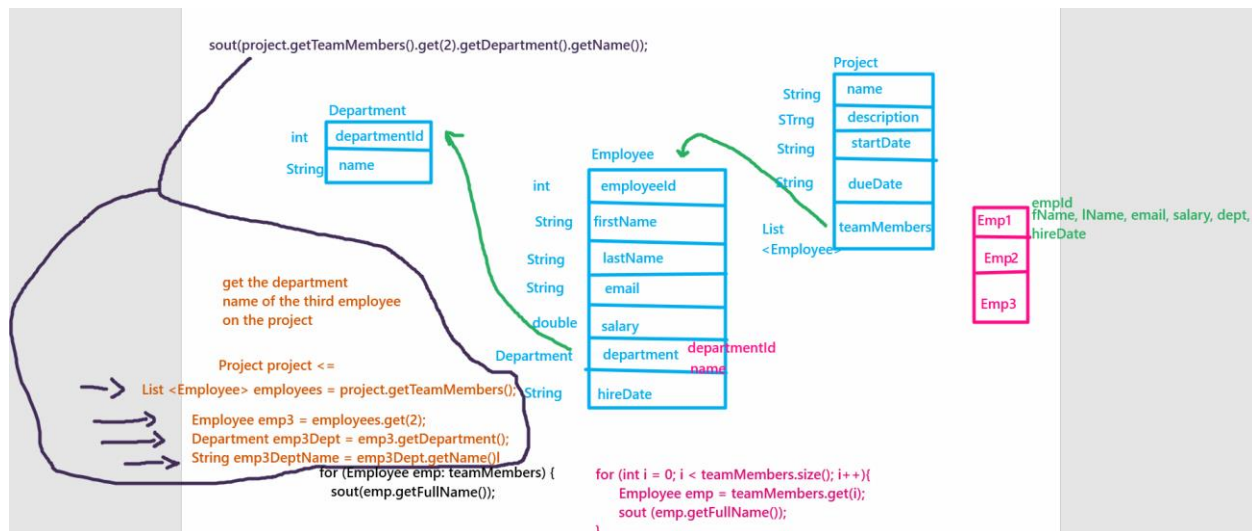 sout(project.getTeamMembers().get(2).getDepartment().getName());
Department
int departmentId
String name
Project
String name
STrng description
String startDate
String dueDate
List
<Employee> teamMembers
Employee
int employeeId
String firstName
String lastName
String email
double salary
Department department departmentId
name
String hireDate
Emp1
Emp2
Emp3
empId
fName, lName, email, salary, dept,
hireDate
get the department
name of the third employee
on the project
Project project <=
List <Employee> employees = project.getTeamMembers();
Employee emp3 = employees.get(2);
Department emp3Dept = emp3.getDepartment();
String emp3DeptName = emp3Dept.getName()l
for (Employee emp: teamMembers) {
sout(emp.getFullName());
for (int i = 0; i < teamMembers.size(); i++){
Employee emp = teamMembers.get(i);
sout (emp.getFullName());
}